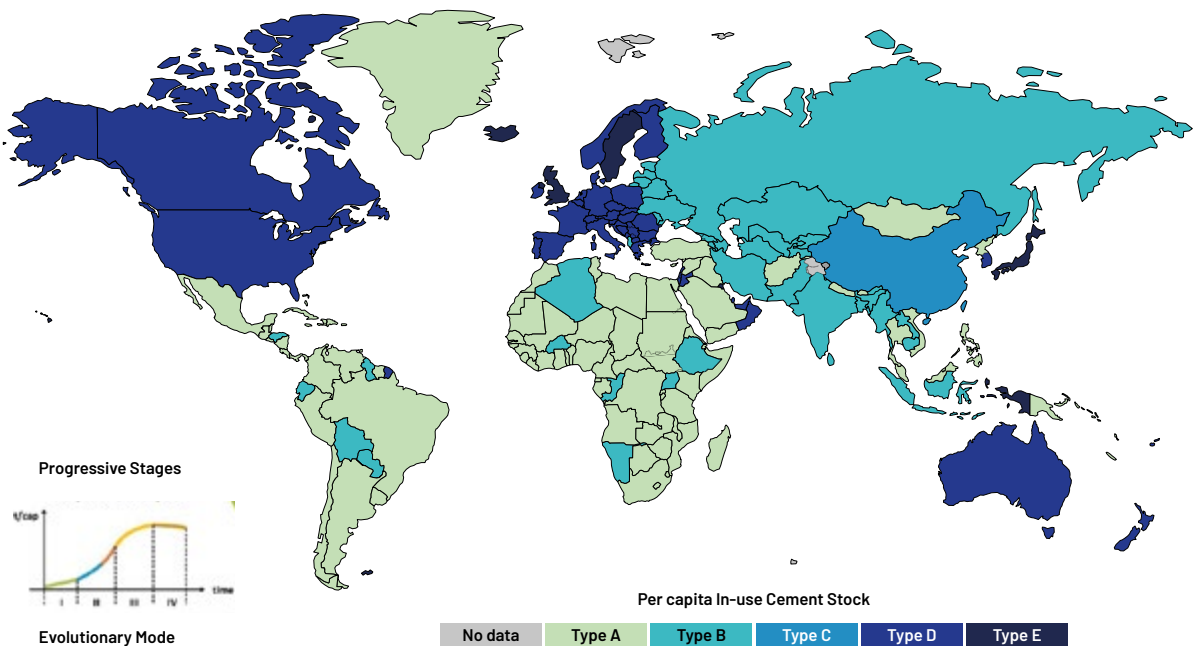 Progressive Stages
t/cap
time
I II III IV
Evolutionary Mode
Per capita In-use Cement Stock
No data Type A Type B Type C Type D Type E